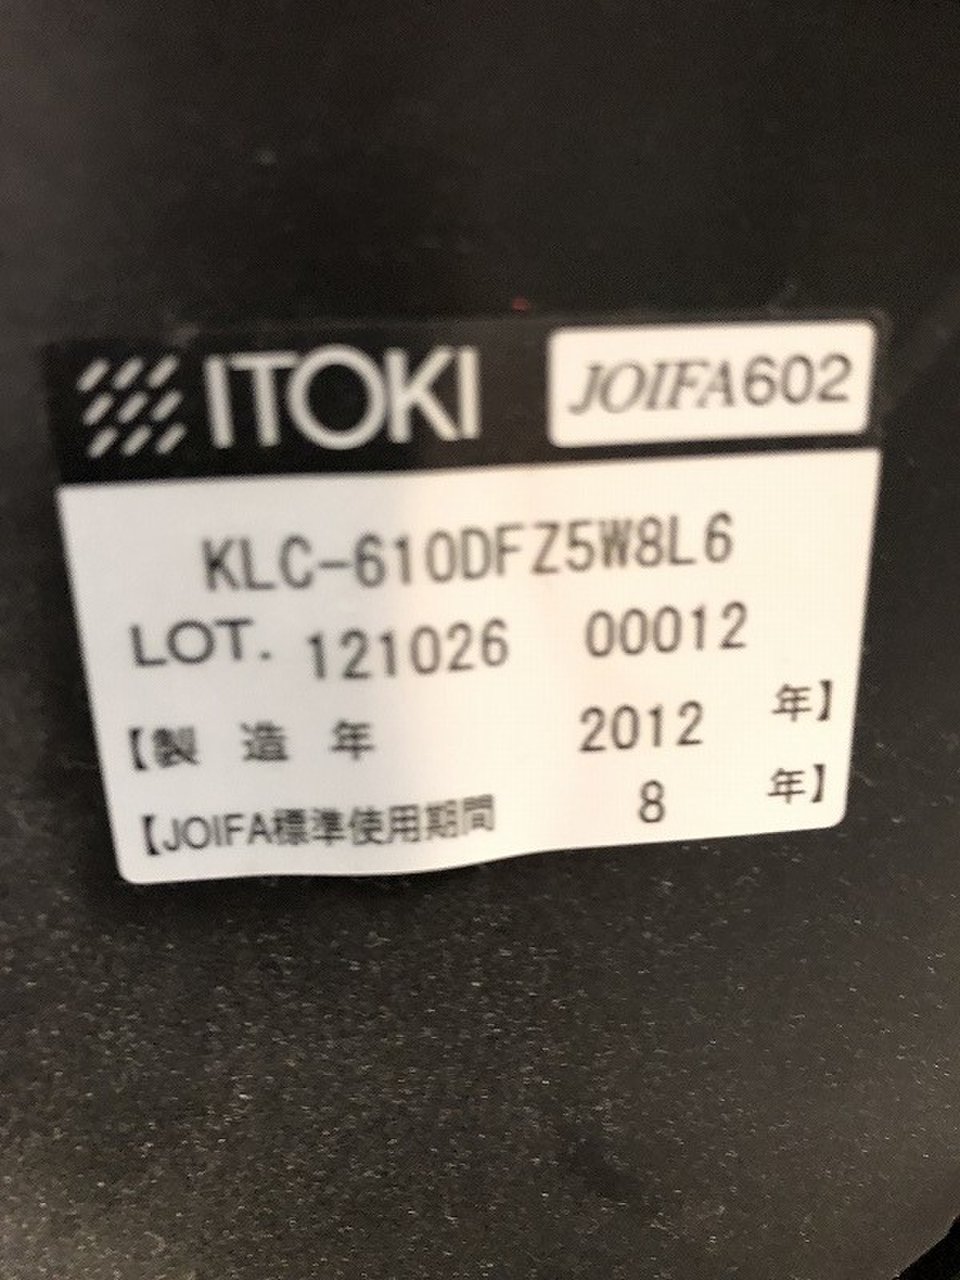 ITOKI JOIFA602
KLC-610DFZ5W8L6
LOT. 121026 00012
【製 造 年 2012 年】
【JOIFA標準使用期間 8 年】